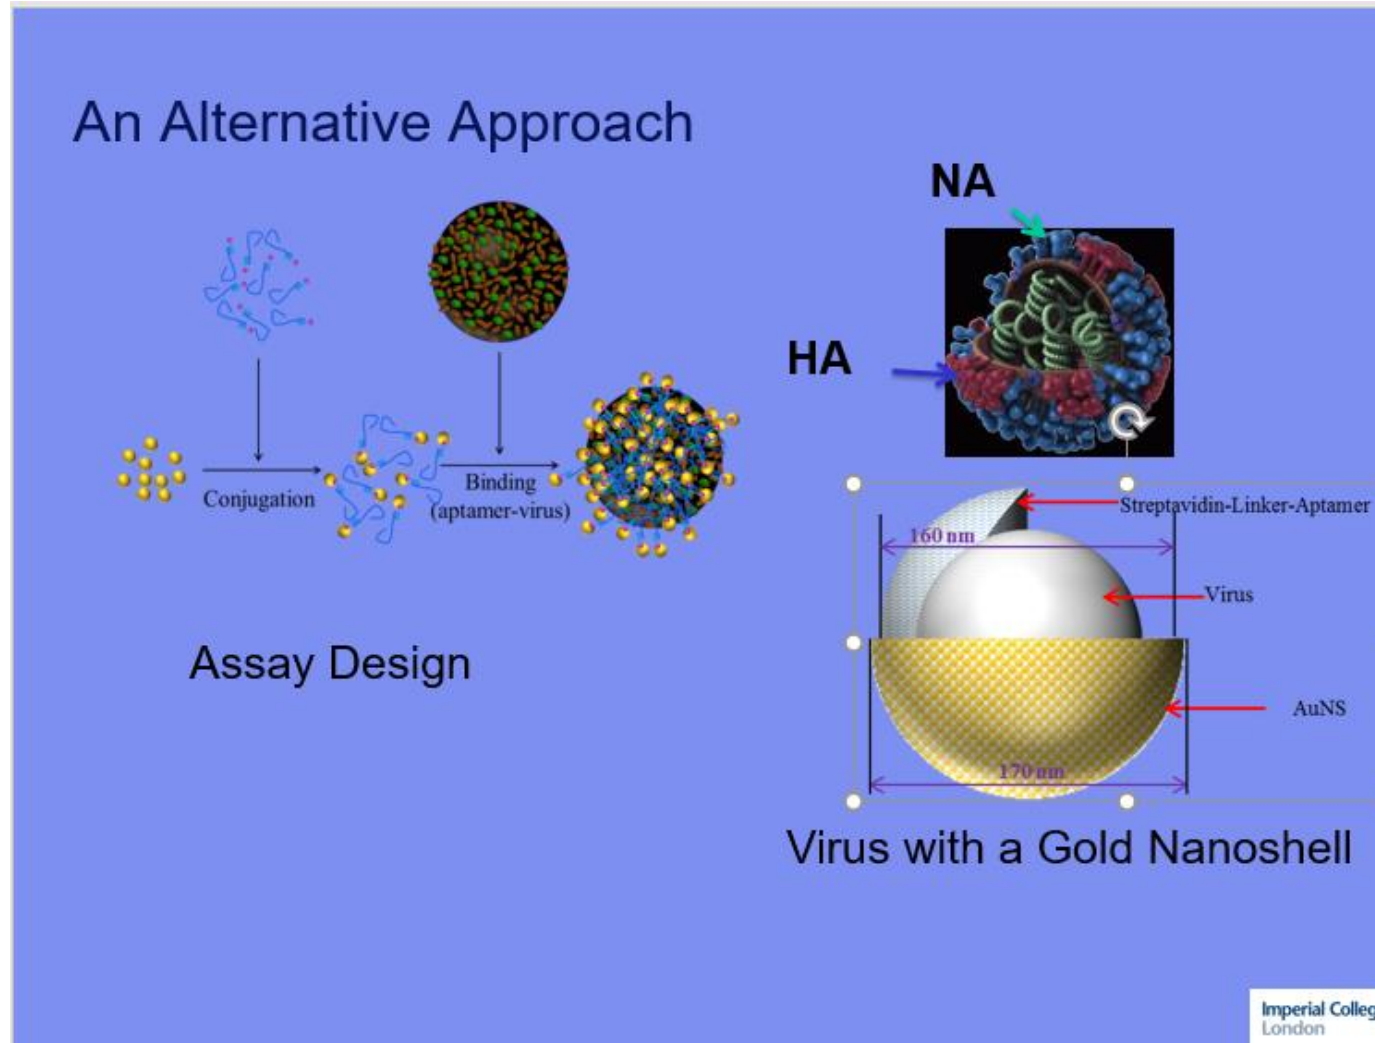 An Alternative Approach
Conjugation
Binding
(aptamer-virus)
Assay Design
NA
HA
Streptavidin-Linker-Aptamer
160 nm
Virus
AuNS
170 nm
Virus with a Gold Nanoshell
Imperial Colleg
London